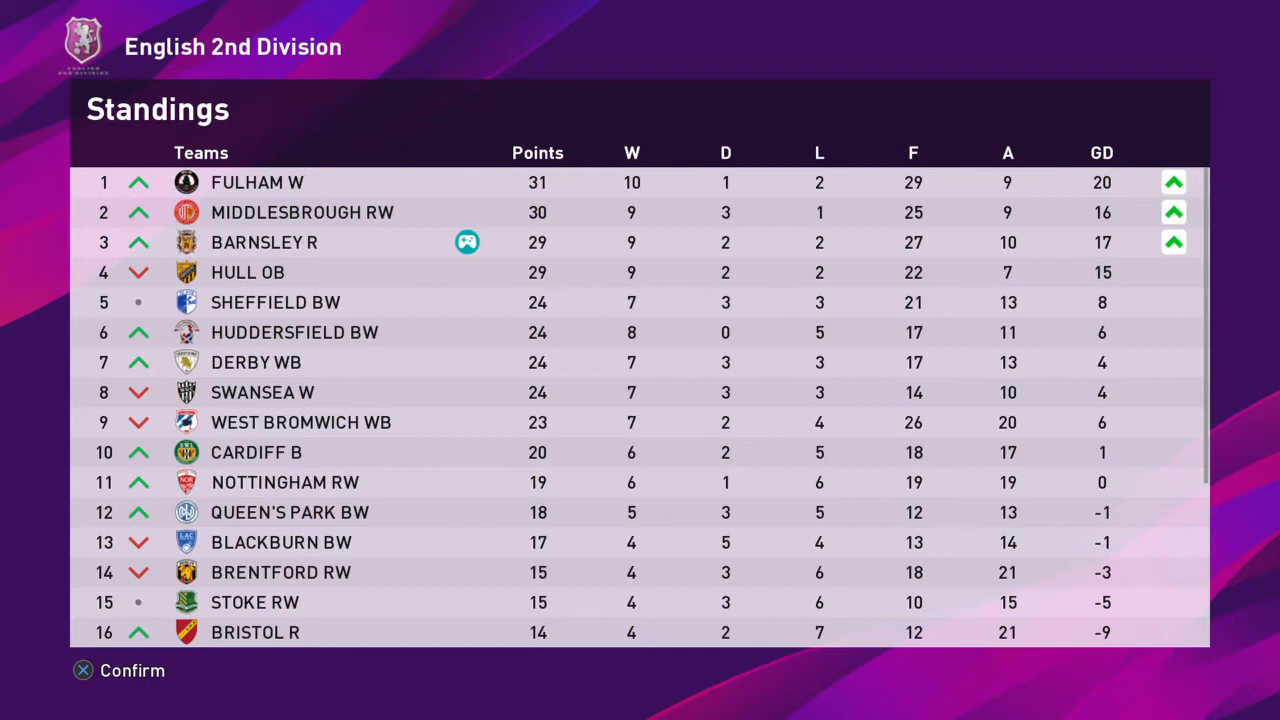 English 2nd Division
Standings
Teams Points W D L F A GD
1 FULHAM W 31 10 1 2 29 9 20
2 MIDDLESBROUGH RW 30 9 3 1 25 9 16
3 BARNSLEY R 29 9 2 2 27 10 17
4 HULL OB 29 9 2 2 22 7 15
5 SHEFFIELD BW 24 7 3 3 21 13 8
6 HUDDERSFIELD BW 24 8 0 5 17 11 6
7 DERBY WB 24 7 3 3 17 13 4
8 SWANSEA W 24 7 3 3 14 10 4
9 WEST BROMWICH WB 23 7 2 4 26 20 6
10 CARDIFF B 20 6 2 5 18 17 1
11 NOTTINGHAM RW 19 6 1 6 19 19 0
12 QUEEN'S PARK BW 18 5 3 5 12 13 -1
13 BLACKBURN BW 17 4 5 4 13 14 -1
14 BRENTFORD RW 15 4 3 6 18 21 -3
15 STOKE RW 15 4 3 6 10 15 -5
16 BRISTOL R 14 4 2 7 12 21 -9
Confirm